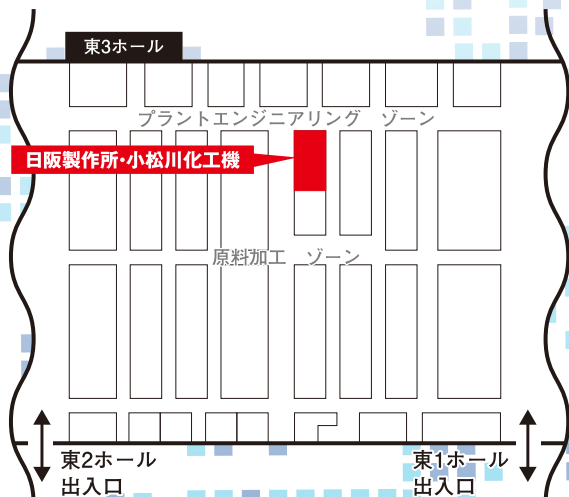 東3ホール
プラントエンジニアリング　ゾーン
日阪製作所・小松川化工機
原料加工　ゾーン
東2ホール
出入口
東1ホール
出入口